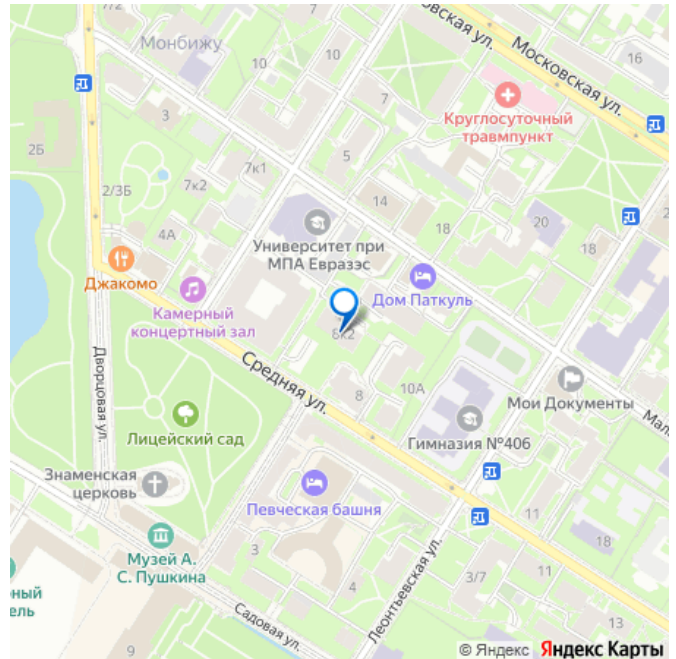 Московская ул.
Монбижу
10
7
16
10
7
Круглосуточный
травмпункт
3
2Б
7к1
5
7к2
2/3Б
14
4А
18
20
Университет при
МПА Евразэс
18
Джакомо
Дом Паткуль
Камерный
концертный зал
8к2
Дворцовая ул.
Средняя ул.
8
10А
Мои Документы
Лицейский сад
Гимназия №406
Знаменская
церковь
Певческая башня
11
18
Музей А.
С. Пушкина
3
Леонтьевская ул.
3/7
11
4
13
Садовая ул.
9
© Яндекс Яндекс Карты